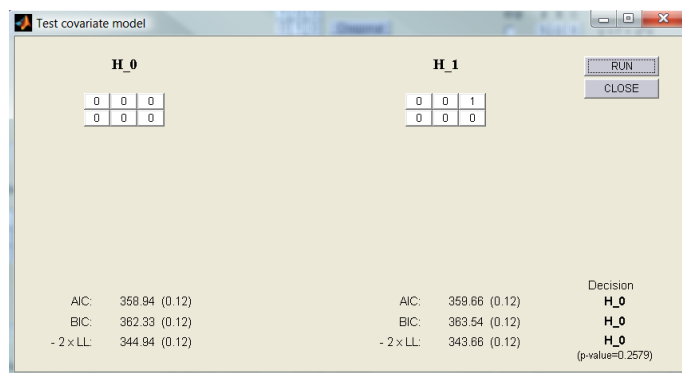 Test covariate model
H_0
H_1
RUN
CLOSE
0 0 0
0 0 0
0 0 1
0 0 0
Decision
AIC: 358.94 (0.12)
AIC: 359.66 (0.12)
H_0
BIC: 362.33 (0.12)
BIC: 363.54 (0.12)
H_0
- 2 x LL: 344.94 (0.12)
- 2 x LL: 343.66 (0.12)
H_0
(p-value=0.2579)